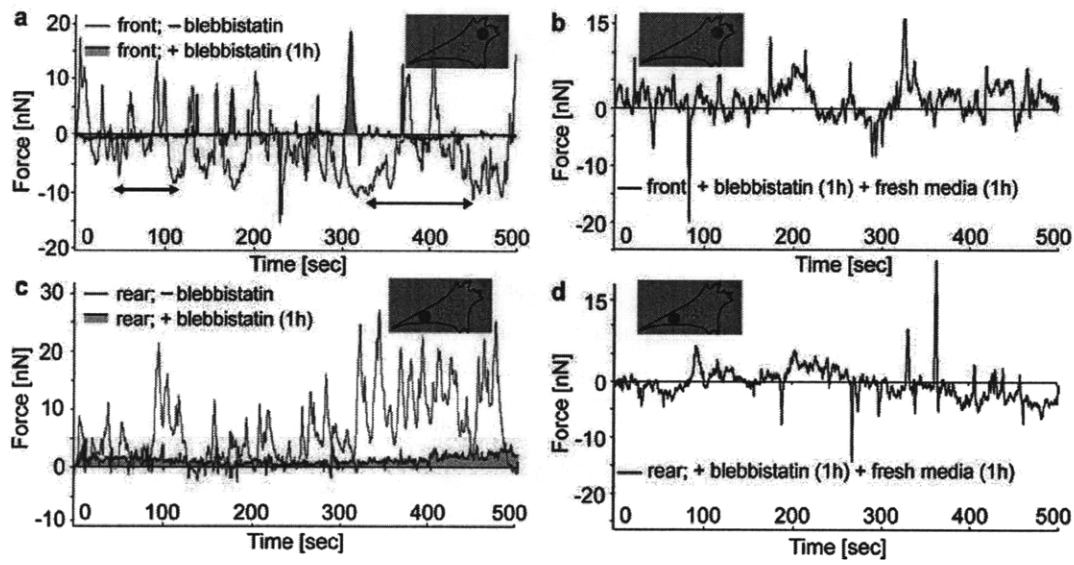 a
front; – blebbistatin
front; + blebbistatin (1h)
Force [nN]
20
10
0
-10
-20
0 100 200 300 400 500
Time [sec]
b
Force [nN]
15
0
-10
-20
front; + blebbistatin (1h) + fresh media (1h)
0 100 200 300 400 500
Time [sec]
c
rear; – blebbistatin
rear; + blebbistatin (1h)
Force [nN]
30
20
10
0
-10
0 100 200 300 400 500
Time [sec]
d
Force [nN]
15
0
-10
-20
rear; + blebbistatin (1h) + fresh media (1h)
0 100 200 300 400 500
Time [sec]